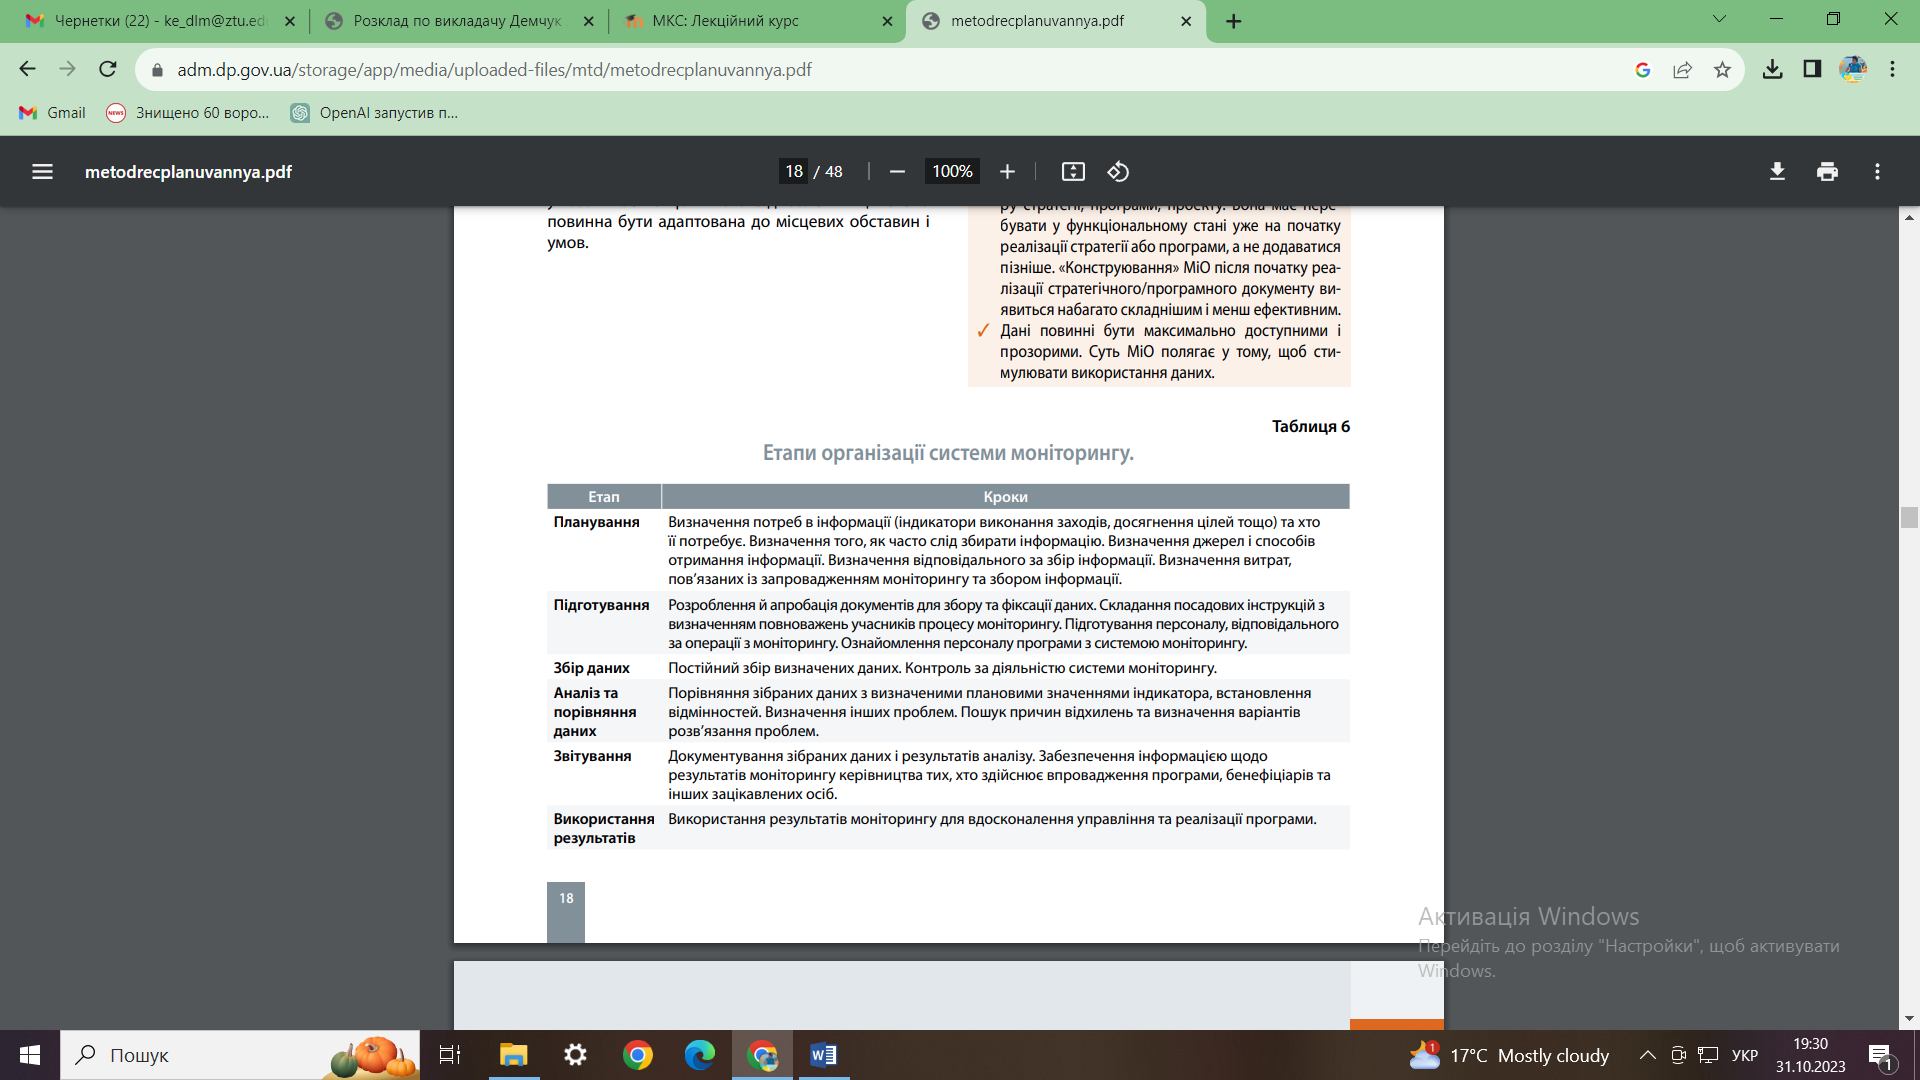 Чернетки (22) - ke_dlm@ztu.ed
Розклад по викладачу Демчук
МКС: Лекційний курс
metodrecplanuvannya.pdf
adm.dp.gov.ua/storage/app/media/uploaded-files/mtd/metodrecplanuvannya.pdf
Gmail
NEWS
Знищено 60 воро...
OpenAI запустив п...
metodrecplanuvannya.pdf
18 / 48
100%
повинна бути адаптована до місцевих обставин і
умов.
ру стратегії, програми, проєкту. Вона має пере-
бувати у функціональному стані уже на початку
реалізації стратегії або програми, а не додаватися
пізніше. «Конструювання» МіО після початку реа-
лізації стратегічного/програмного документу ви-
явиться набагато складнішим і менш ефективним.
✓ Дані повинні бути максимально доступними і
прозорими. Суть МіО полягає у тому, щоб сти-
мулювати використання даних.
Таблиця 6
Етапи організації системи моніторингу.
Етап
Кроки
Планування
Визначення потреб в інформації (індикатори виконання заходів, досягнення цілей тощо) та хто
її потребує. Визначення того, як часто слід збирати інформацію. Визначення джерел і способів
отримання інформації. Визначення відповідального за збір інформації. Визначення витрат,
пов’язаних із запровадженням моніторингу та збором інформації.
Підготування
Розроблення й апробація документів для збору та фіксації даних. Складання посадових інструкцій з
визначенням повноважень учасників процесу моніторингу. Підготування персоналу, відповідального
за операції з моніторингу. Ознайомлення персоналу програми з системою моніторингу.
Збір даних
Постійний збір визначених даних. Контроль за діяльністю системи моніторингу.
Аналіз та
порівняння
даних
Порівняння зібраних даних з визначеними плановими значеннями індикатора, встановлення
відмінностей. Визначення інших проблем. Пошук причин відхилень та визначення варіантів
розв’язання проблем.
Звітування
Документування зібраних даних і результатів аналізу. Забезпечення інформацією щодо
результатів моніторингу керівництва тих, хто здійснює впровадження програми, бенефіціарів та
інших зацікавлених осіб.
Використання
результатів
Використання результатів моніторингу для вдосконалення управління та реалізації програми.
18
Активація Windows
Перейдіть до розділу "Настройки", щоб активувати
Windows.
Пошук
1
17°C Mostly cloudy
УКР
19:30
31.10.2023
1